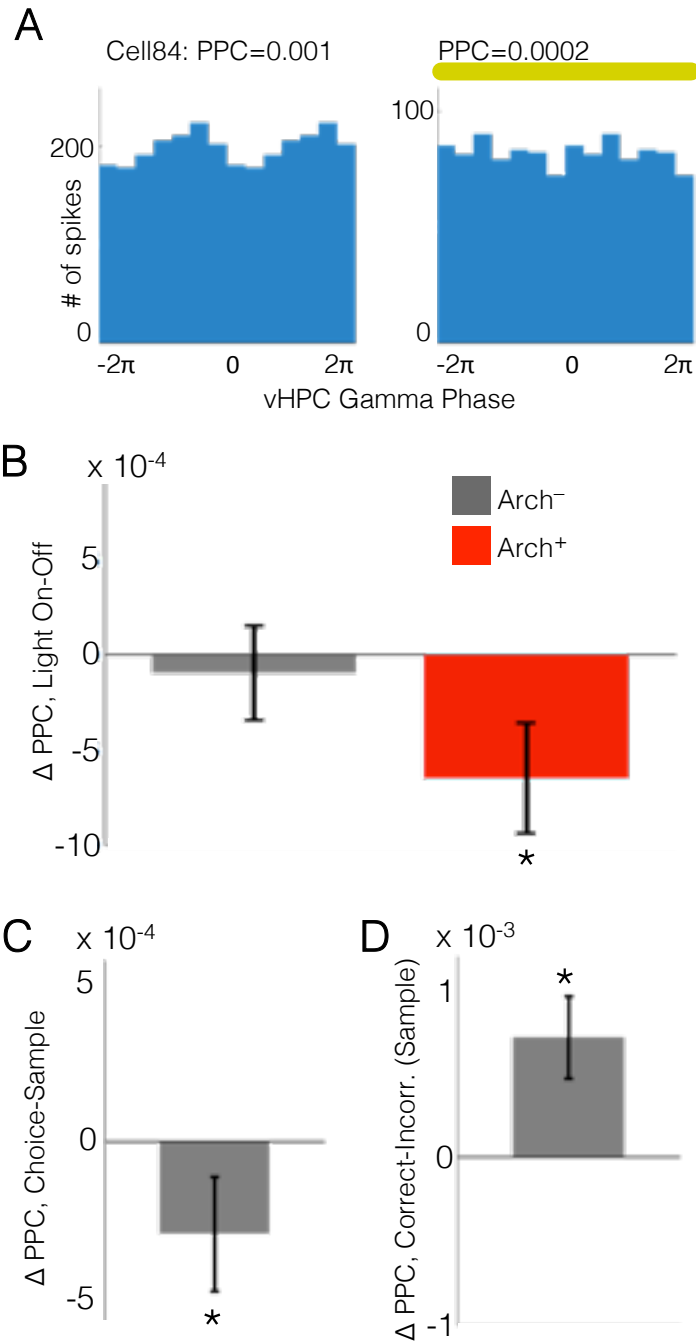 A
Cell84: PPC=0.001
PPC=0.0002
# of spikes
200
0
100
0
-2π 0 2π
-2π 0 2π
vHPC Gamma Phase
B
x 10-4
Δ PPC, Light On-Off
5
0
-5
-10
Arch–
Arch+
*
C
x 10-4
Δ PPC, Choice-Sample
5
0
-5
*
D
x 10-3
Δ PPC, Correct-Incorr. (Sample)
1
0
-1
*